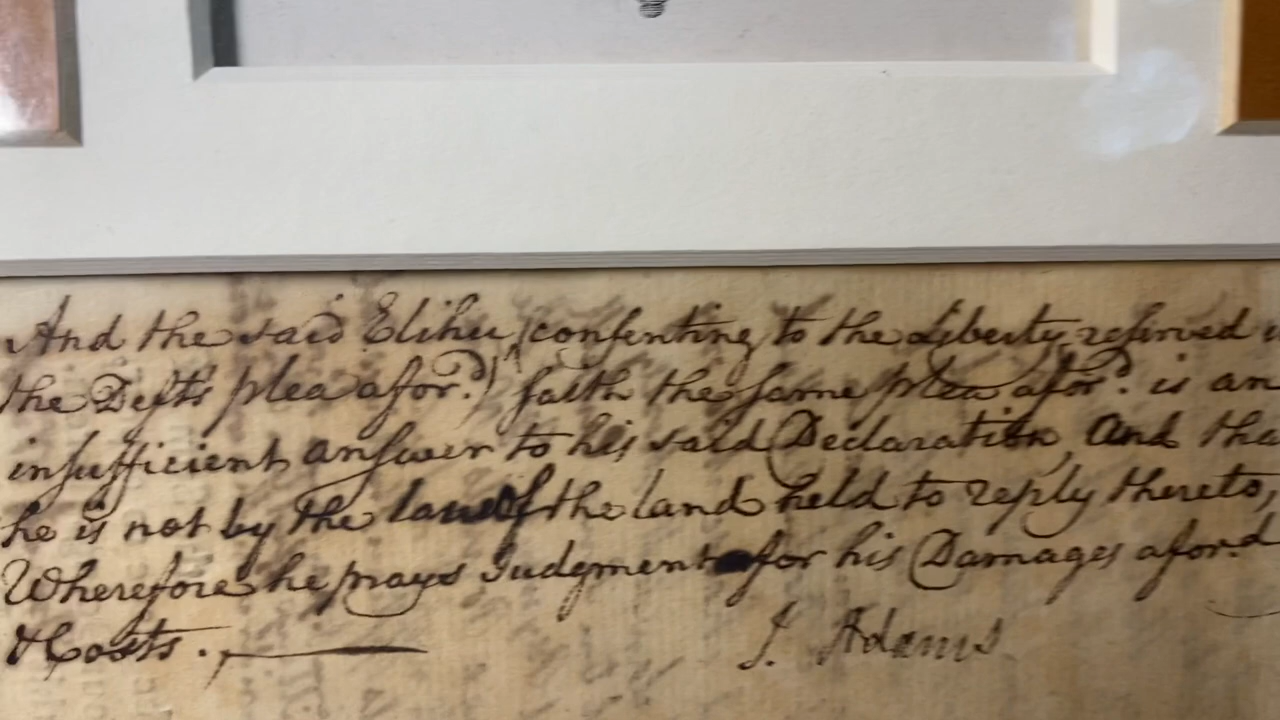 And the said Elihu, (consenting to the Liberty reserved
the Defts plea afor.d) saith the same plea afor.d is an
insufficient answer to his said Declaration, And tha
he is not by the law of the land held to reply thereto,
Wherefore he prays Judgment for his Damages afor.d
& Costs.
J. Adams